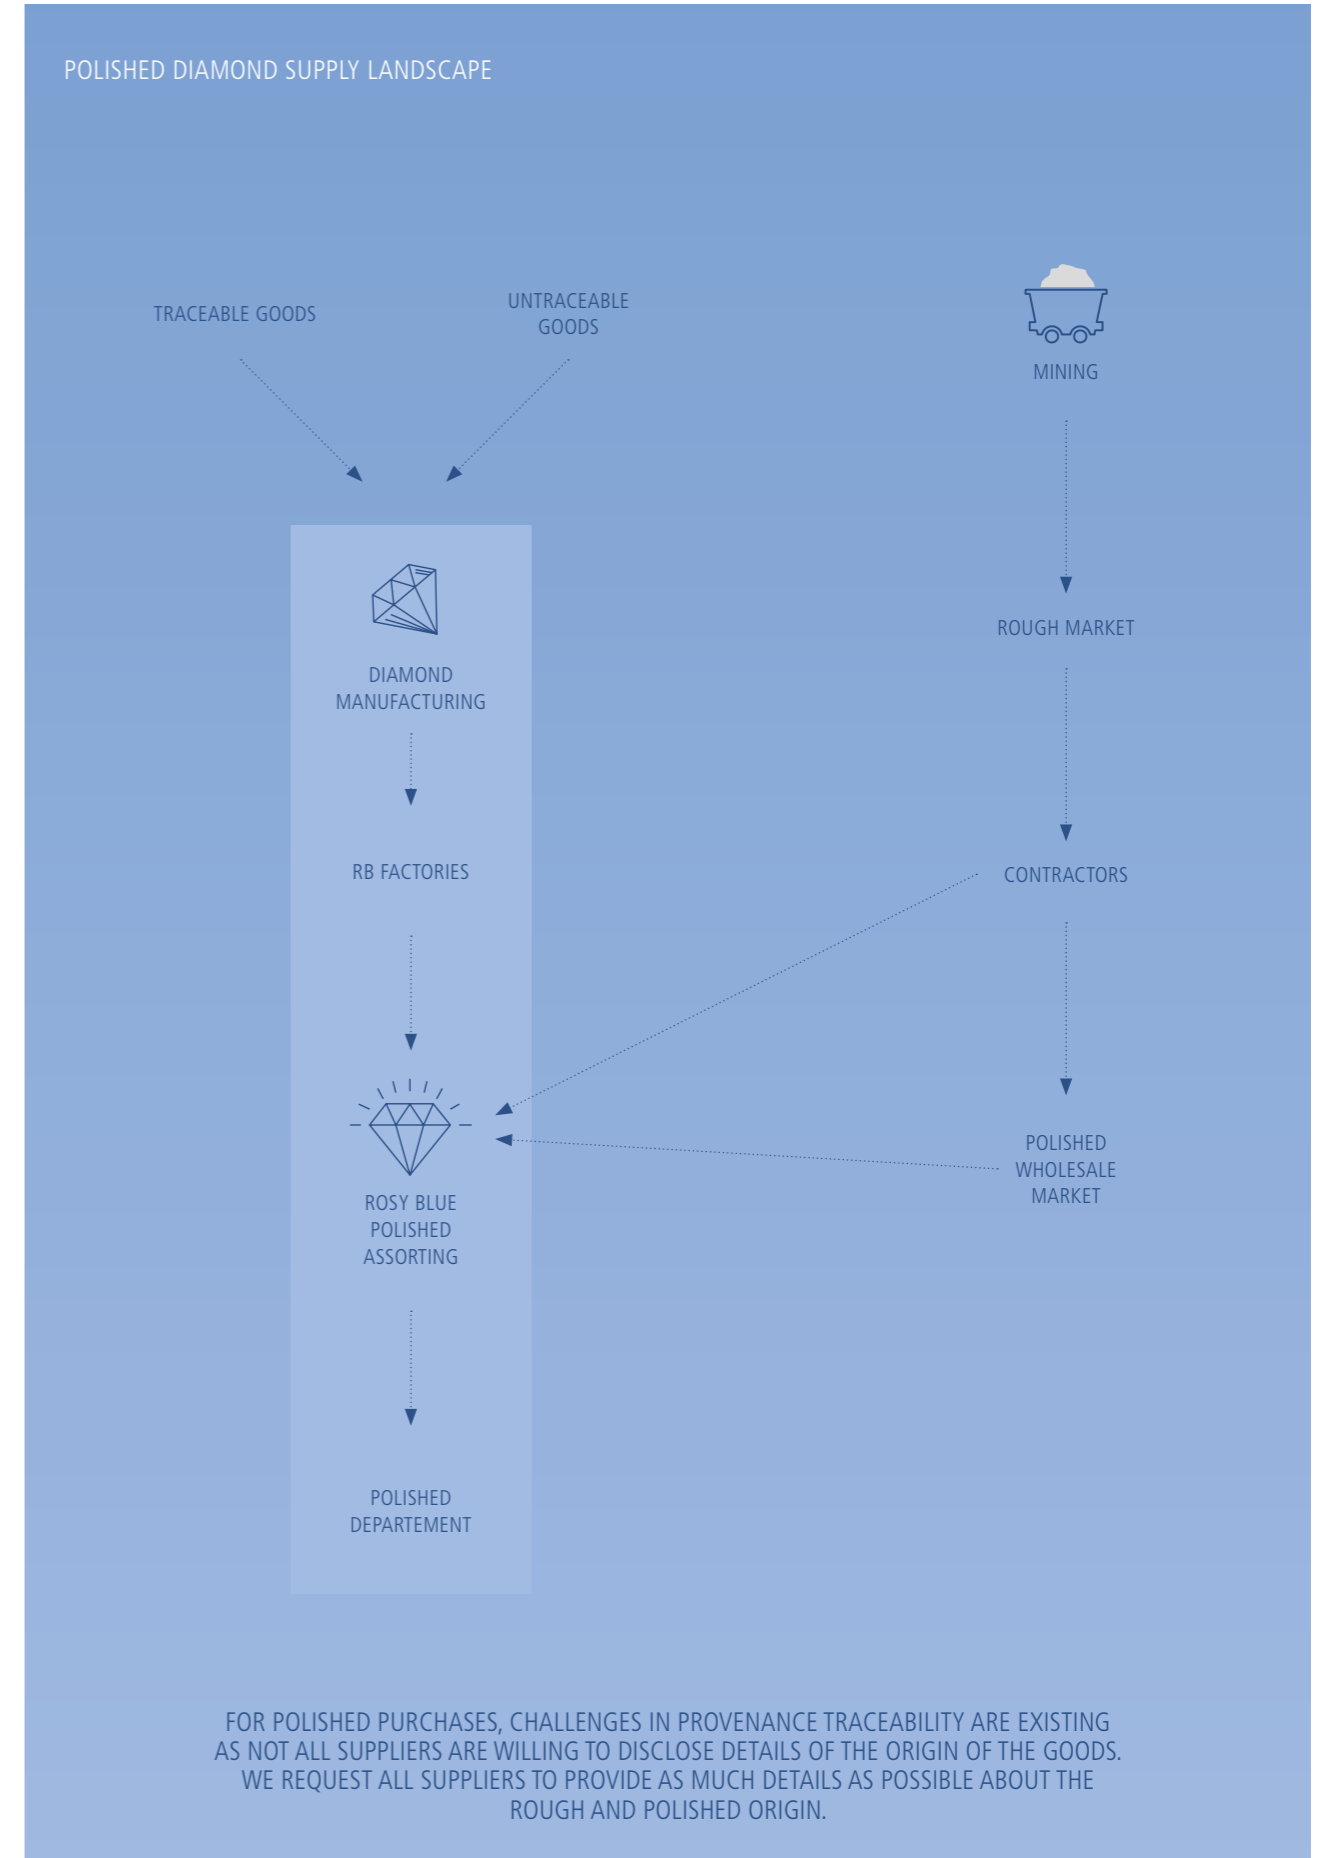 POLISHED DIAMOND SUPPLY LANDSCAPE
TRACEABLE GOODS
UNTRACEABLE
GOODS
MINING
ROUGH MARKET
DIAMOND
MANUFACTURING
RB FACTORIES
CONTRACTORS
POLISHED
WHOLESALE
MARKET
ROSY BLUE
POLISHED
ASSORTING
POLISHED
DEPARTEMENT
FOR POLISHED PURCHASES, CHALLENGES IN PROVENANCE TRACEABILITY ARE EXISTING
AS NOT ALL SUPPLIERS ARE WILLING TO DISCLOSE DETAILS OF THE ORIGIN OF THE GOODS.
WE REQUEST ALL SUPPLIERS TO PROVIDE AS MUCH DETAILS AS POSSIBLE ABOUT THE
ROUGH AND POLISHED ORIGIN.